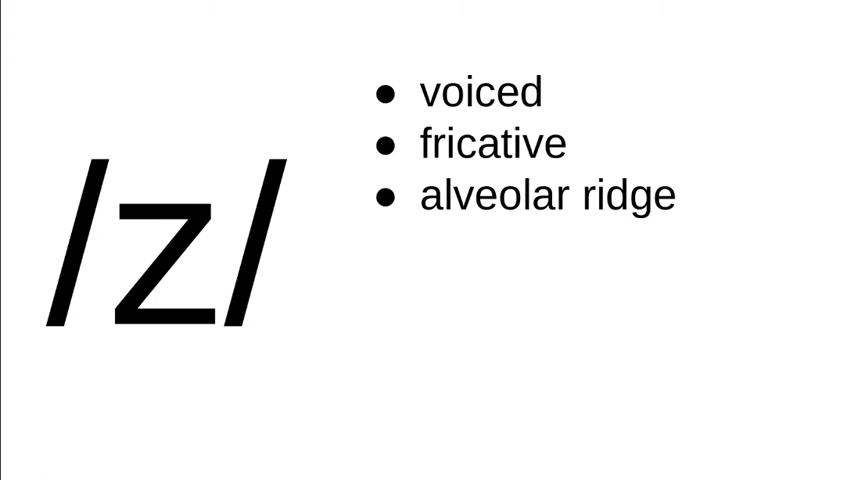 /z/
● voiced
● fricative
● alveolar ridge